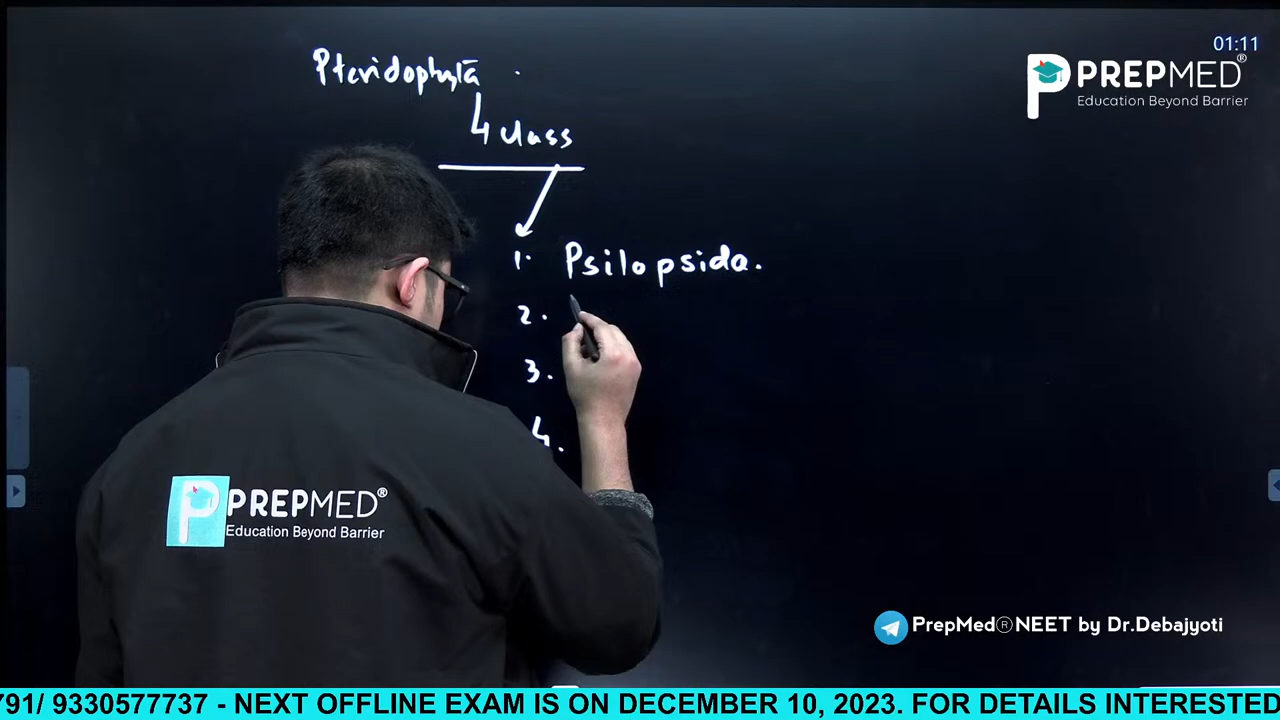 01:11
PREPMED®
Education Beyond Barrier
Pteridophyta .
4 class
1. Psilopsida.
2.
3.
4.
PREPMED®
Education Beyond Barrier
PrepMed®NEET by Dr.Debajyoti
791/ 9330577737 - NEXT OFFLINE EXAM IS ON DECEMBER 10, 2023. FOR DETAILS INTERESTED